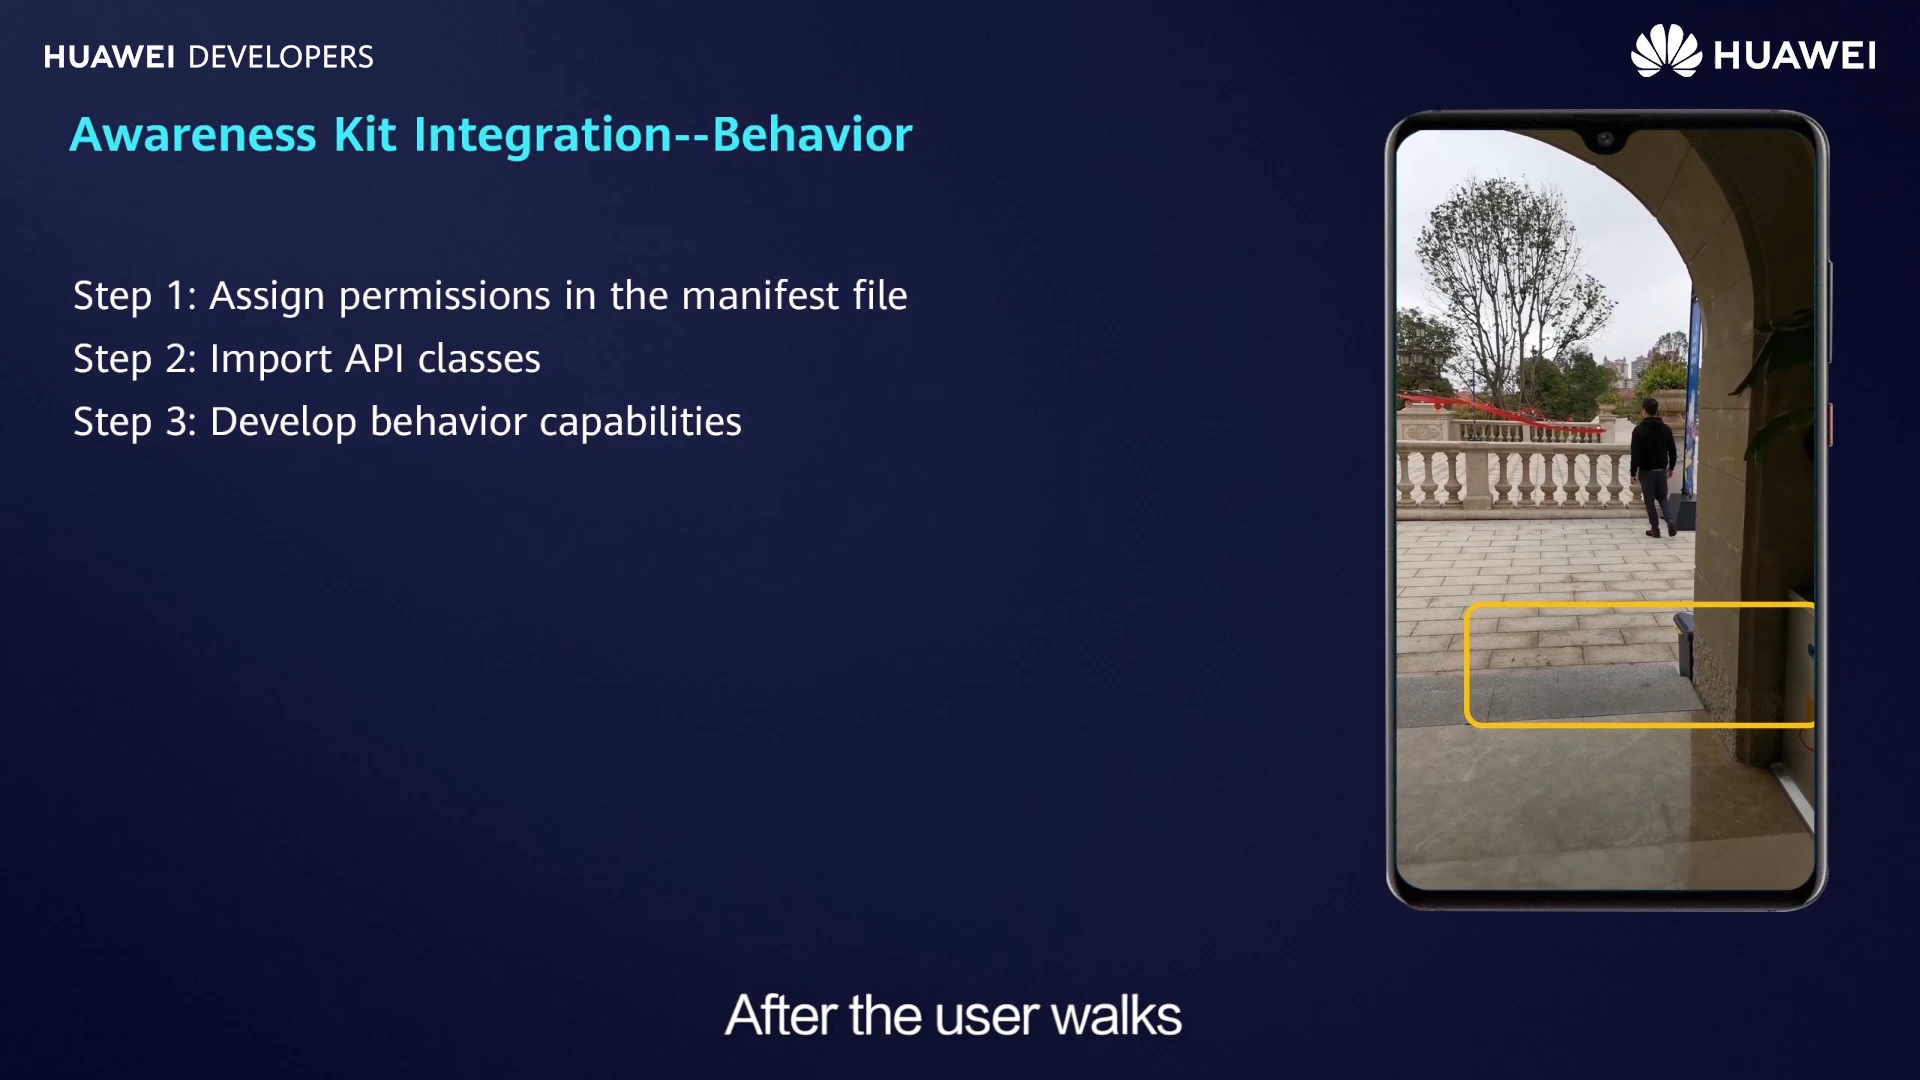 HUAWEI DEVELOPERS
HUAWEI
Awareness Kit Integration--Behavior
Step 1: Assign permissions in the manifest file
Step 2: Import API classes
Step 3: Develop behavior capabilities
After the user walks